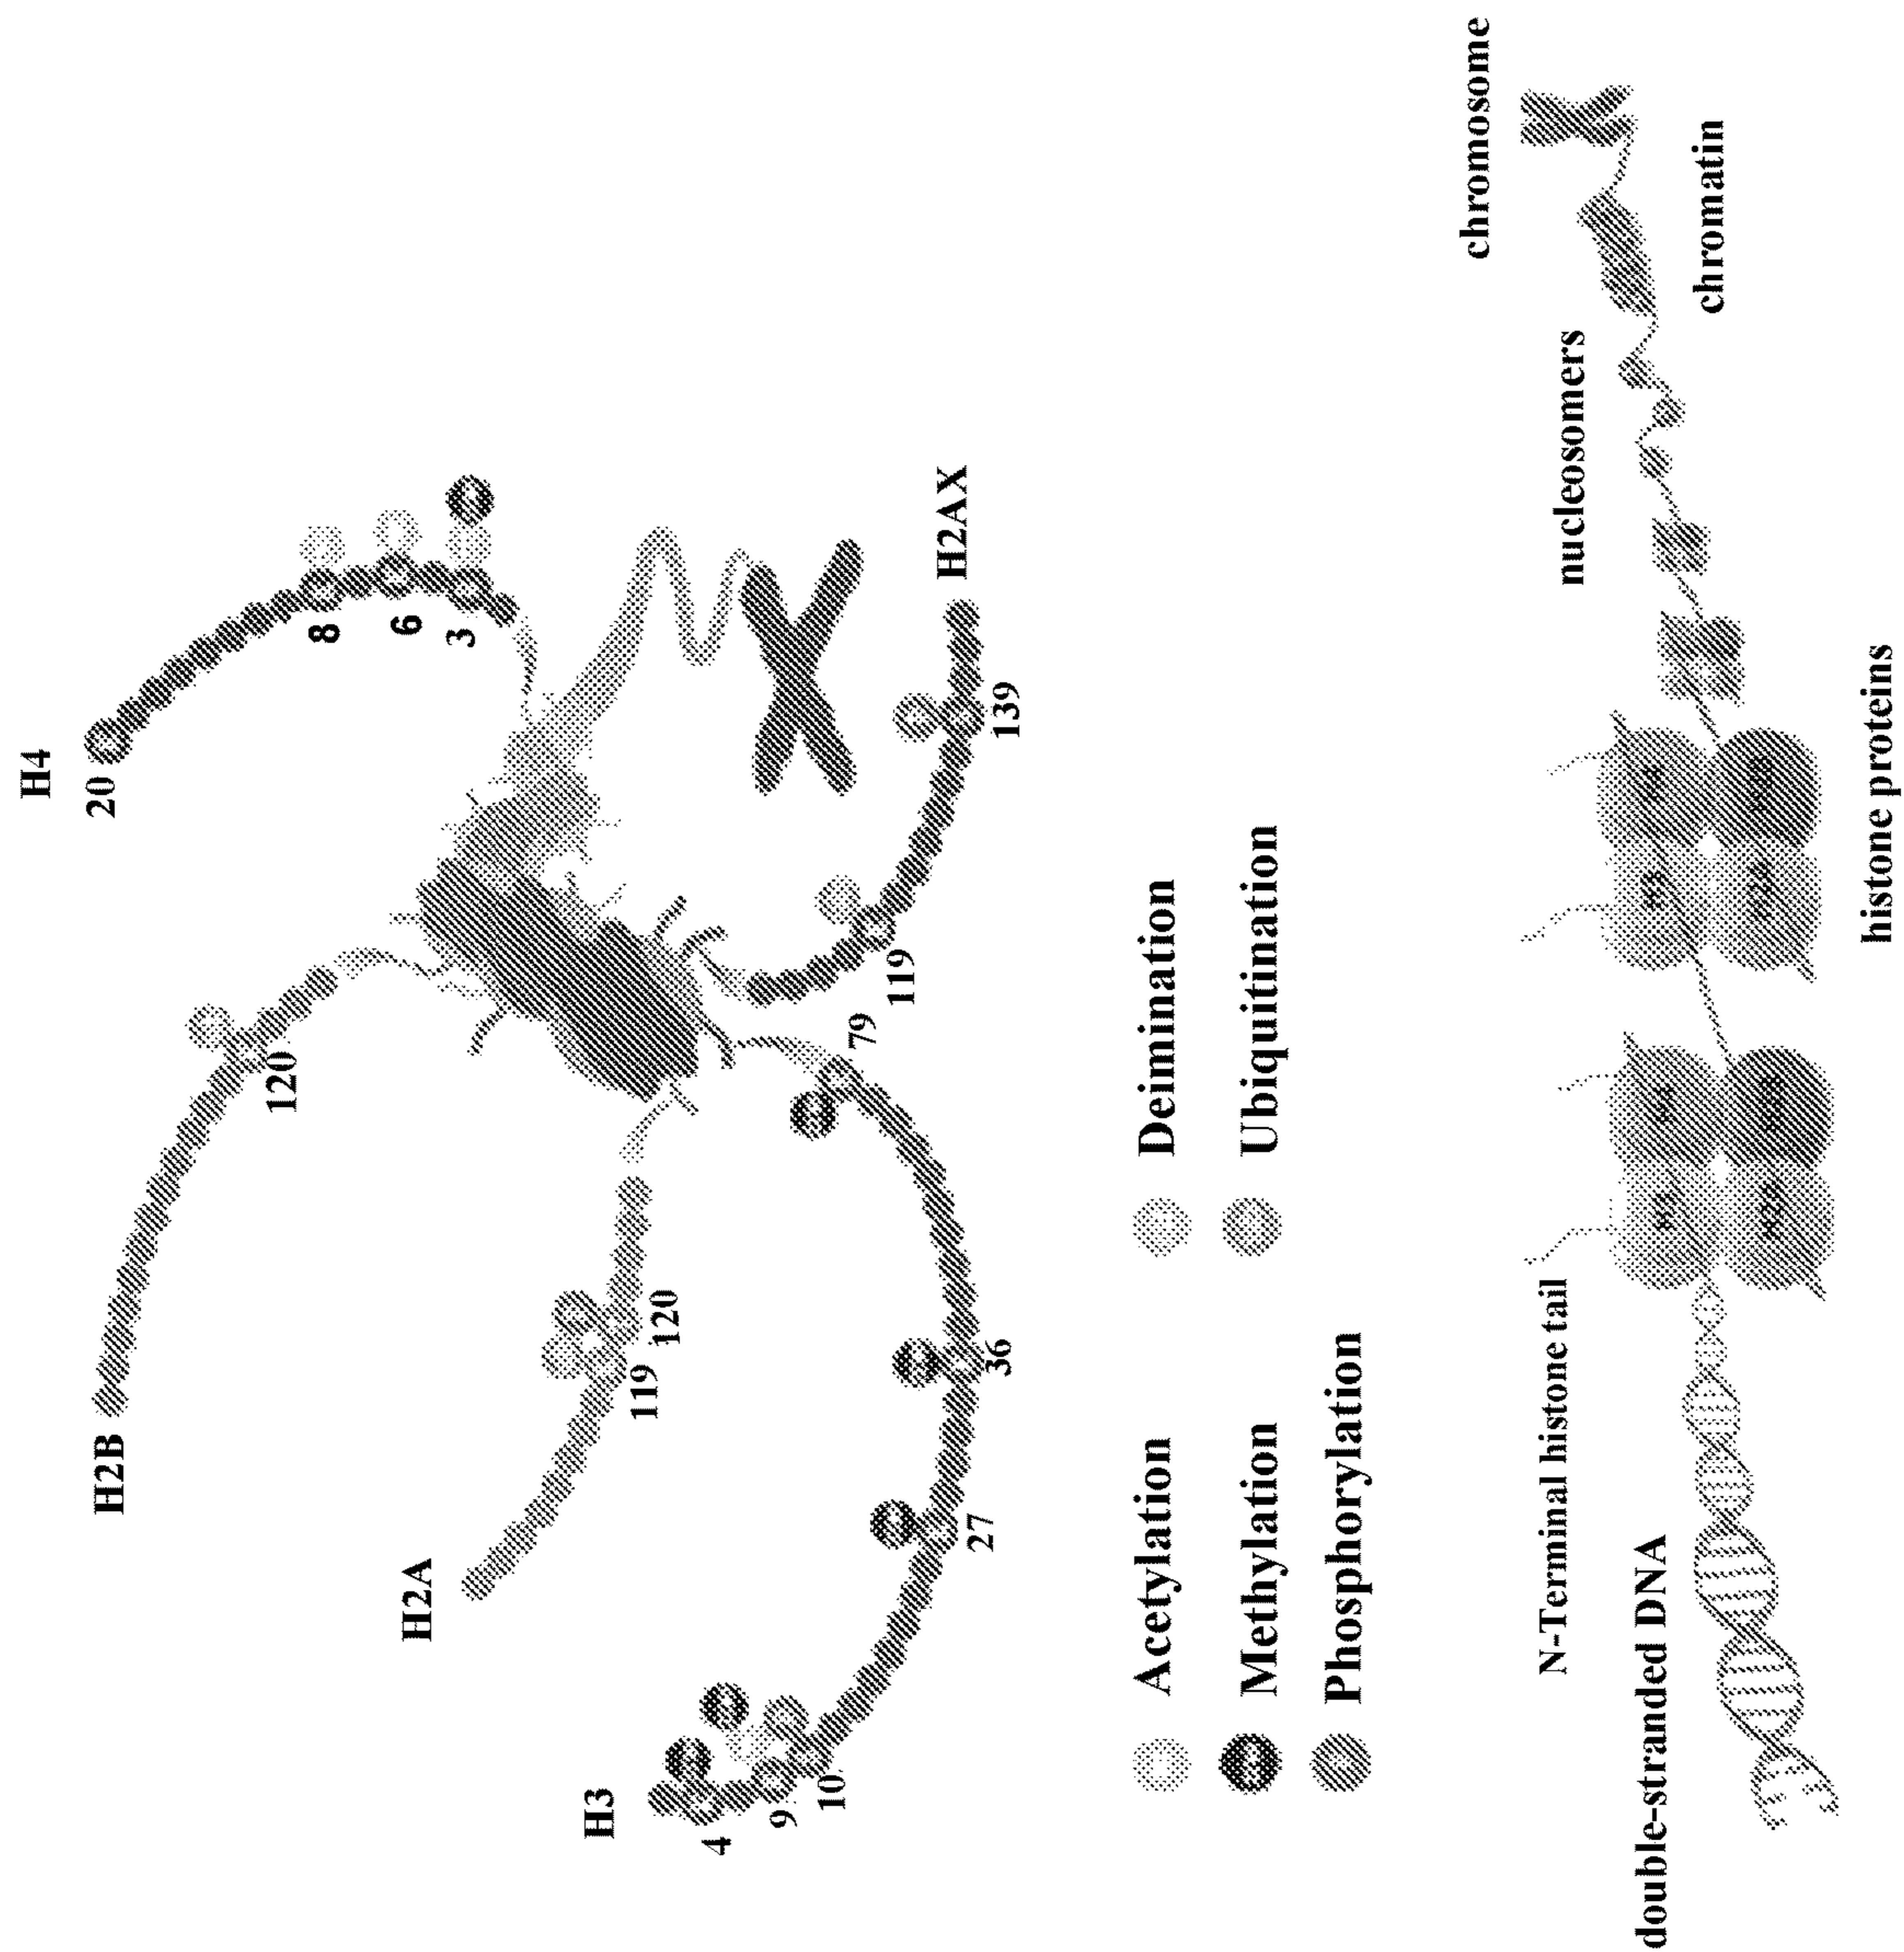 H4
20
H2B
120
8
6
3
H2A
H3
119
120
4
9
10
79
119
H2AX
27
36
139
Acetylation
Deimination
Methylation
Ubiquitination
Phosphorylation
chromosone
N-Terminal histone tail
nucleosomers
double-stranded DNA
chromatin
histone proteins